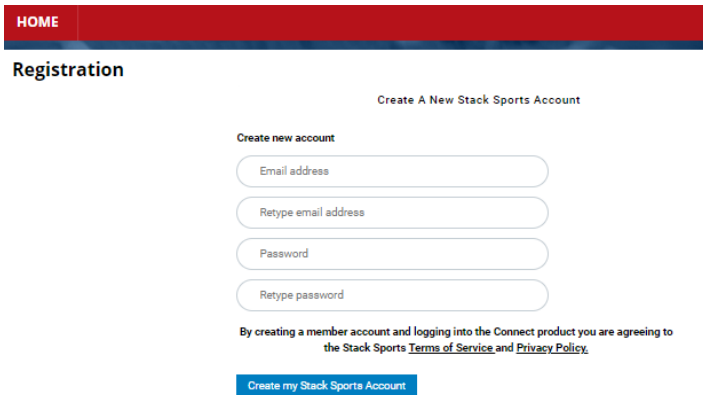 HOME
Registration
Create A New Stack Sports Account
Create new account
Email address
Retype email address
Password
Retype password
By creating a member account and logging into the Connect product you are agreeing to
the Stack Sports Terms of Service and Privacy Policy.
Create my Stack Sports Account